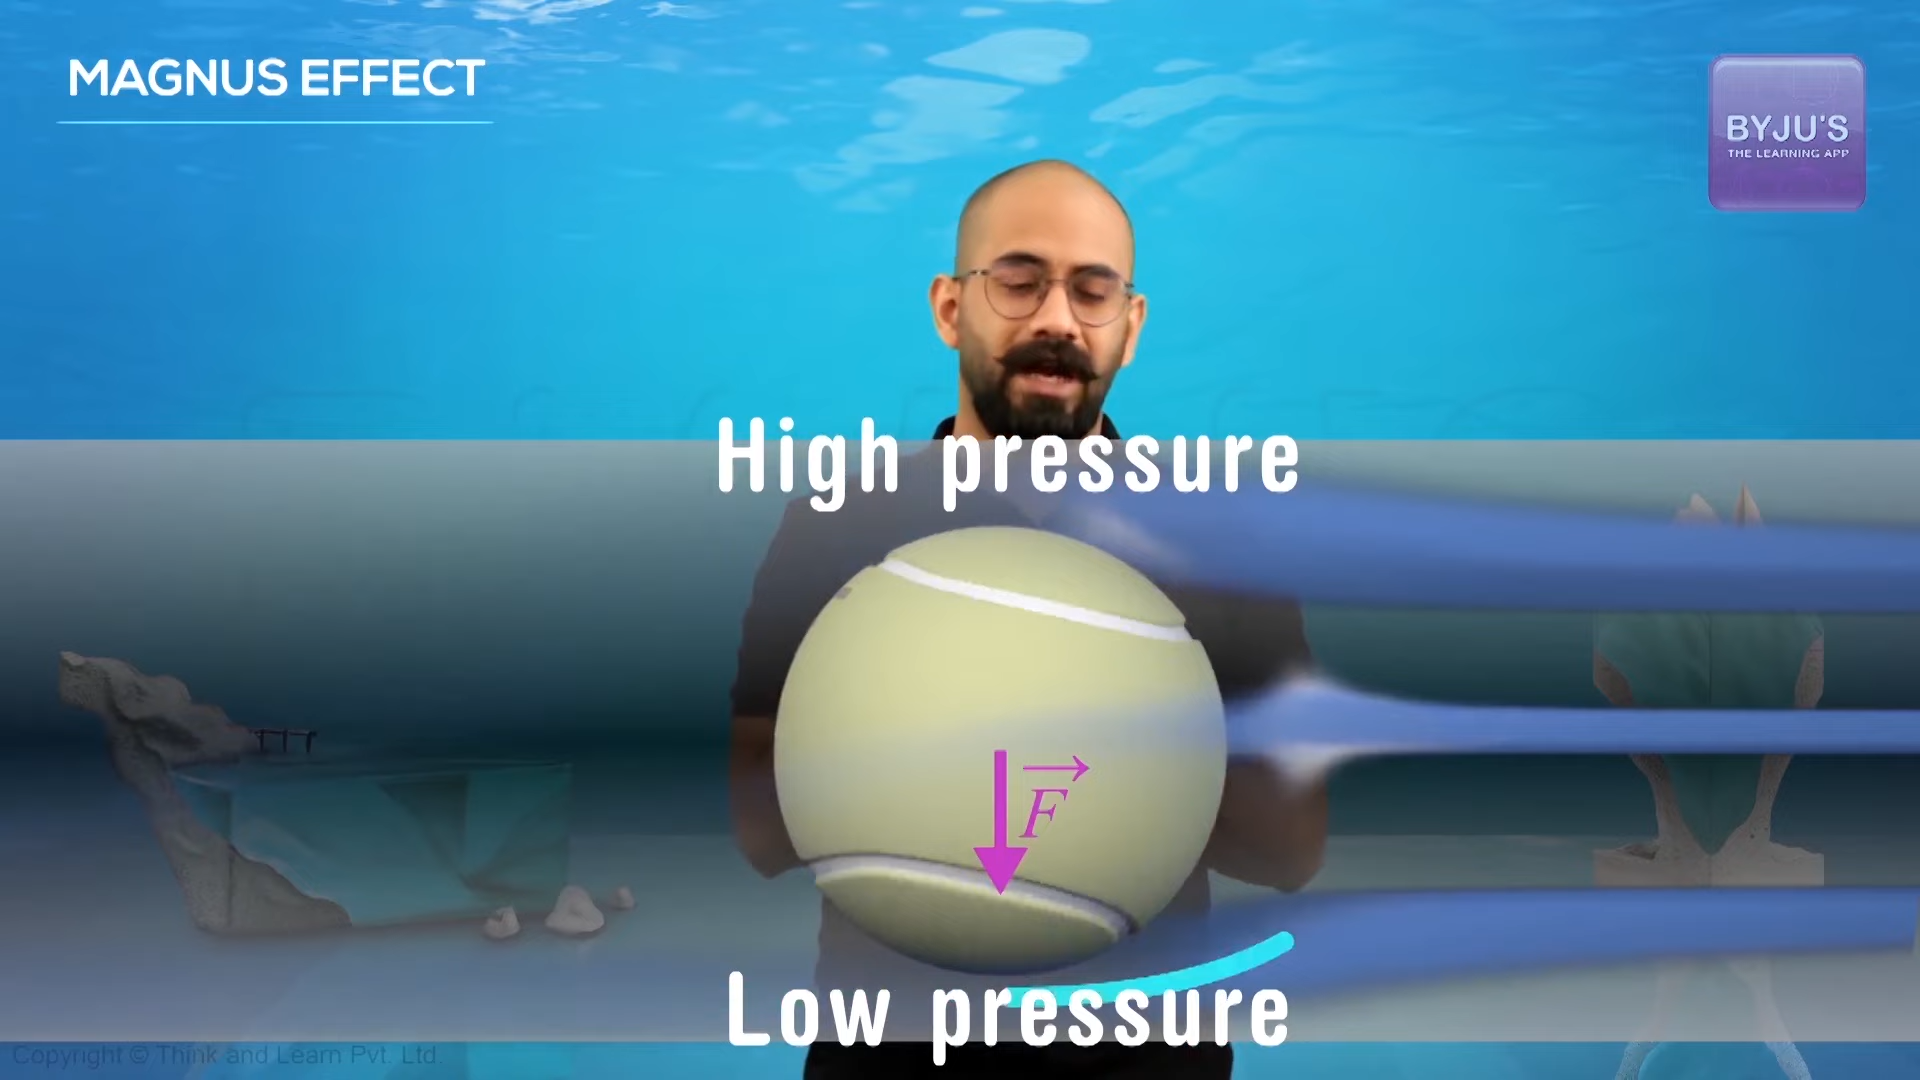 MAGNUS EFFECT
BYJU'S
THE LEARNING APP
High pressure
F
Low pressure
Copyright © Think and Learn Pvt. Ltd.